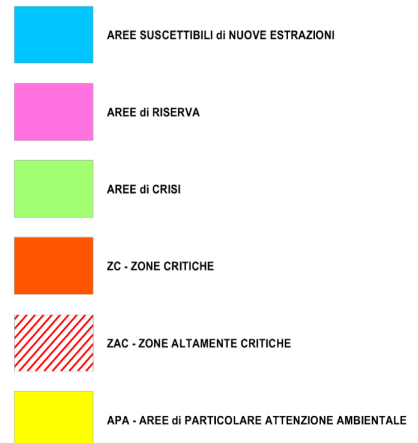 AREE SUSCETTIBILI di NUOVE ESTRAZIONI
AREE di RISERVA
AREE di CRISI
ZC - ZONE CRITICHE
ZAC - ZONE ALTAMENTE CRITICHE
APA - AREE di PARTICOLARE ATTENZIONE AMBIENTALE